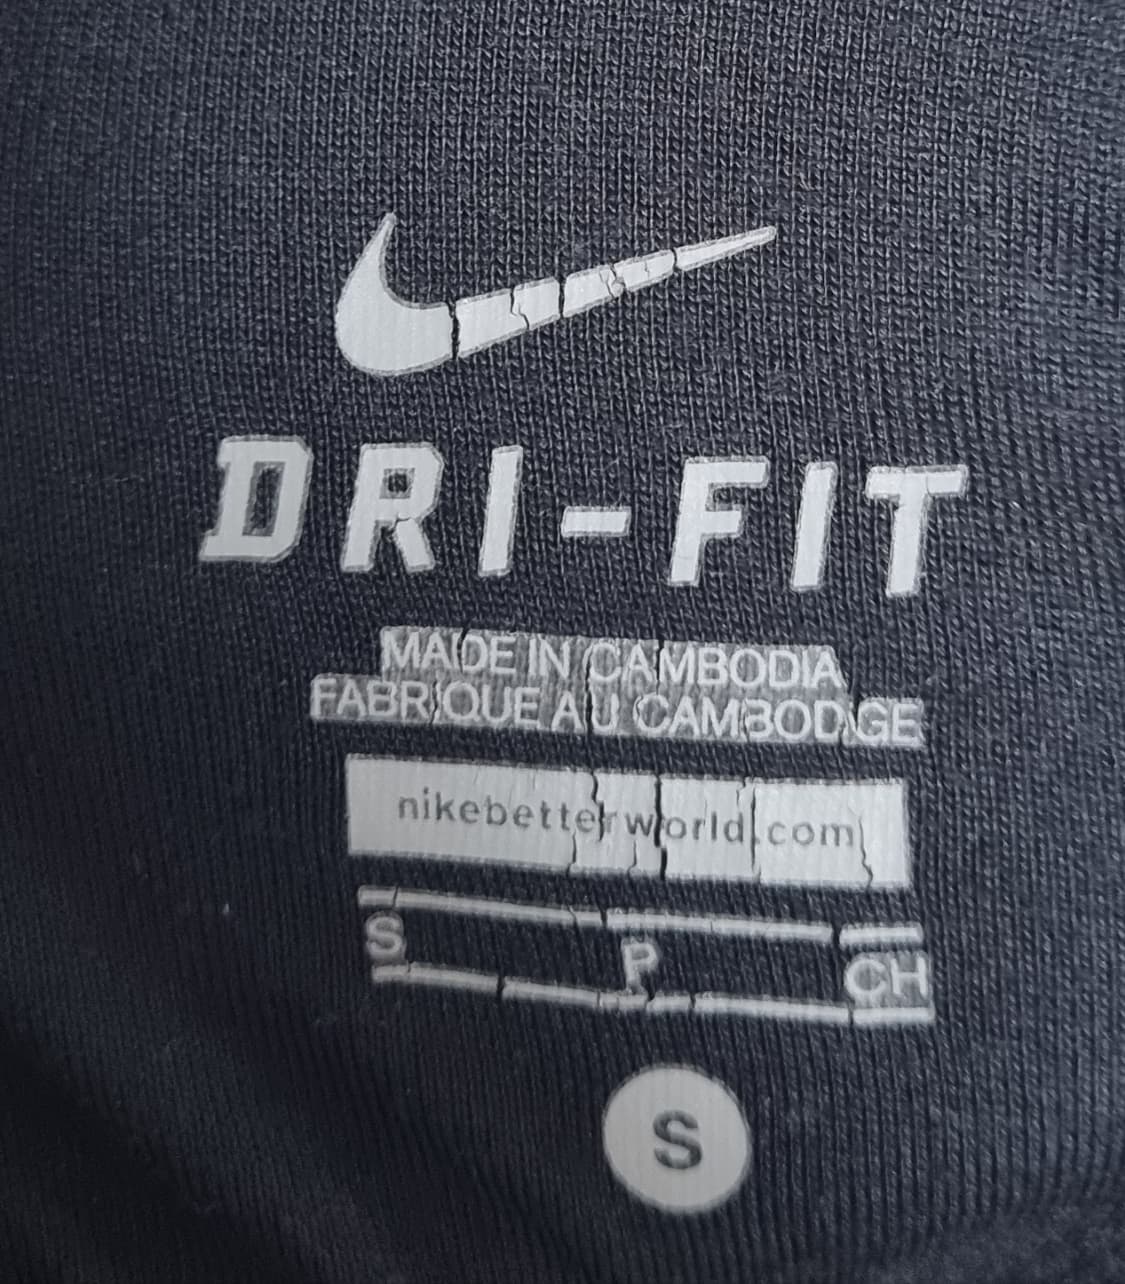 DRI-FIT
MADE IN CAMBODIA
FABRIQUE AU CAMBODGE
nikebetterworld.com
S P CH
S